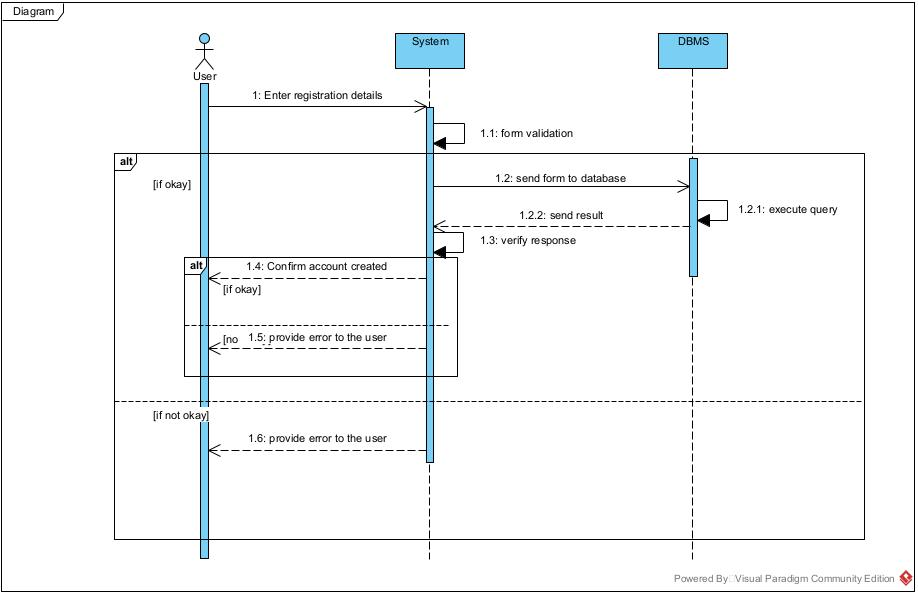 Diagram
System
DBMS
User
1: Enter registration details
1.1: form validation
alt
[if okay]
1.2: send form to database
1.2.1: execute query
1.2.2: send result
1.3: verify response
alt
1.4: Confirm account created
[if okay]
[no
1.5: provide error to the user
[if not okay]
1.6: provide error to the user
Powered By Visual Paradigm Community Edition